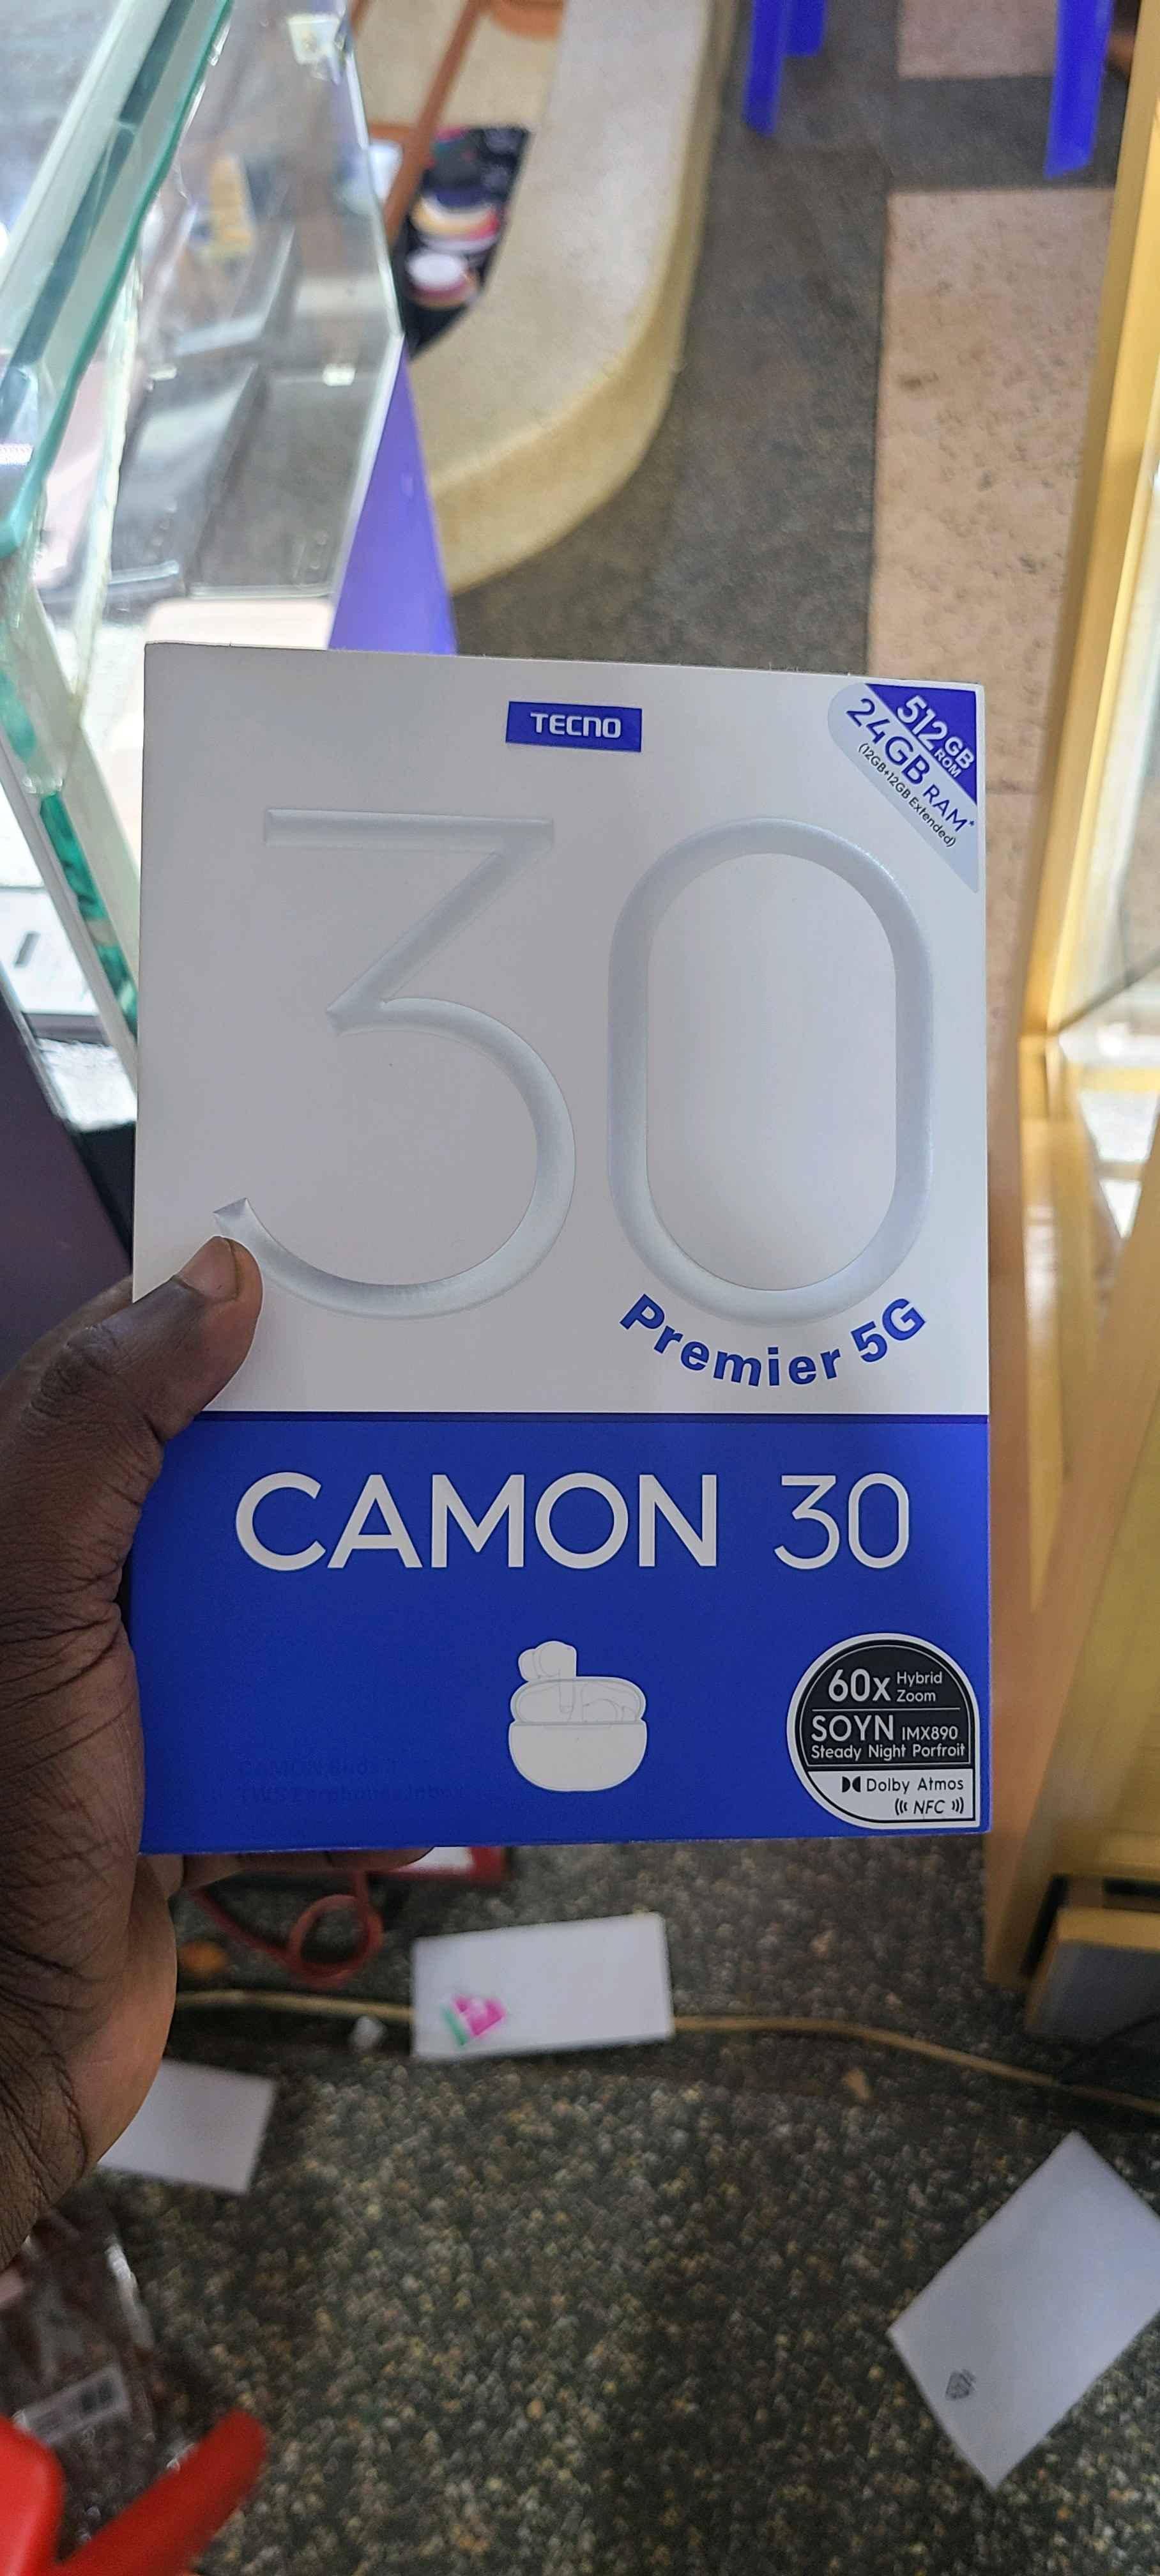 TECNO
512GB
ROM
24GB RAM*
(12GB+12GB Extended)
30
Premier 5G
CAMON 30
60x Hybrid
Zoom
SOYN IMX890
Steady Night Porfroit
Dolby Atmos
NFC